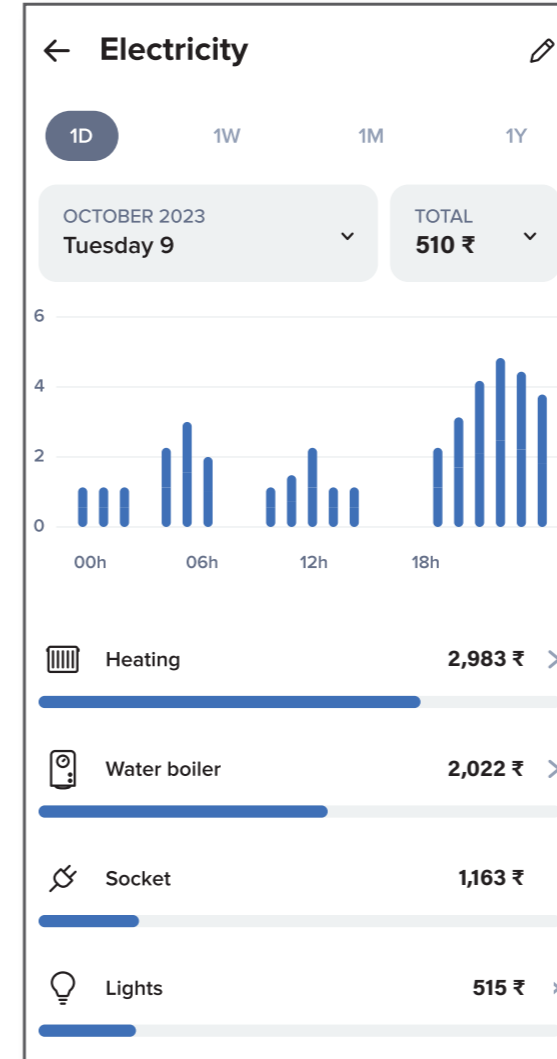 Electricity
1D 1W 1M 1Y
OCTOBER 2023
Tuesday 9
TOTAL
510 ₹
6
4
2
0
00h 06h 12h 18h
Heating 2,983 ₹
Water boiler 2,022 ₹
Socket 1,163 ₹
Lights 515 ₹